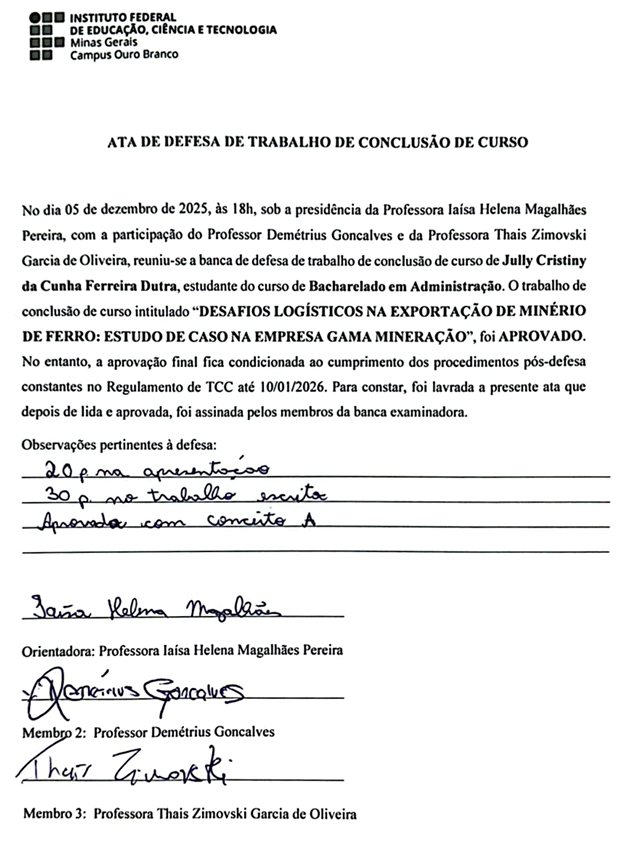 INSTITUTO FEDERAL
DE EDUCAÇÃO, CIÊNCIA E TECNOLOGIA
Minas Gerais
Campus Ouro Branco
ATA DE DEFESA DE TRABALHO DE CONCLUSÃO DE CURSO
No dia 05 de dezembro de 2025, às 18h, sob a presidência da Professora Iaísa Helena Magalhães
Pereira, com a participação do Professor Demétrius Goncalves e da Professora Thais Zimovski
Garcia de Oliveira, reuniu-se a banca de defesa de trabalho de conclusão de curso de Jully Cristiny
da Cunha Ferreira Dutra, estudante do curso de Bacharelado em Administração. O trabalho de
conclusão de curso intitulado “DESAFIOS LOGÍSTICOS NA EXPORTAÇÃO DE MINÉRIO
DE FERRO: ESTUDO DE CASO NA EMPRESA GAMA MINERAÇÃO”, foi APROVADO.
No entanto, a aprovação final fica condicionada ao cumprimento dos procedimentos pós-defesa
constantes no Regulamento de TCC até 10/01/2026. Para constar, foi lavrada a presente ata que
depois de lida e aprovada, foi assinada pelos membros da banca examinadora.
Observações pertinentes à defesa:
20 p na apresentação
30 p. no trabalho escrito
Aprovada com conceito A
Iaísa Helena Magalhães
Orientadora: Professora Iaísa Helena Magalhães Pereira
Demétrius Goncalves
Membro 2: Professor Demétrius Goncalves
Thais Zimovski
Membro 3: Professora Thais Zimovski Garcia de Oliveira